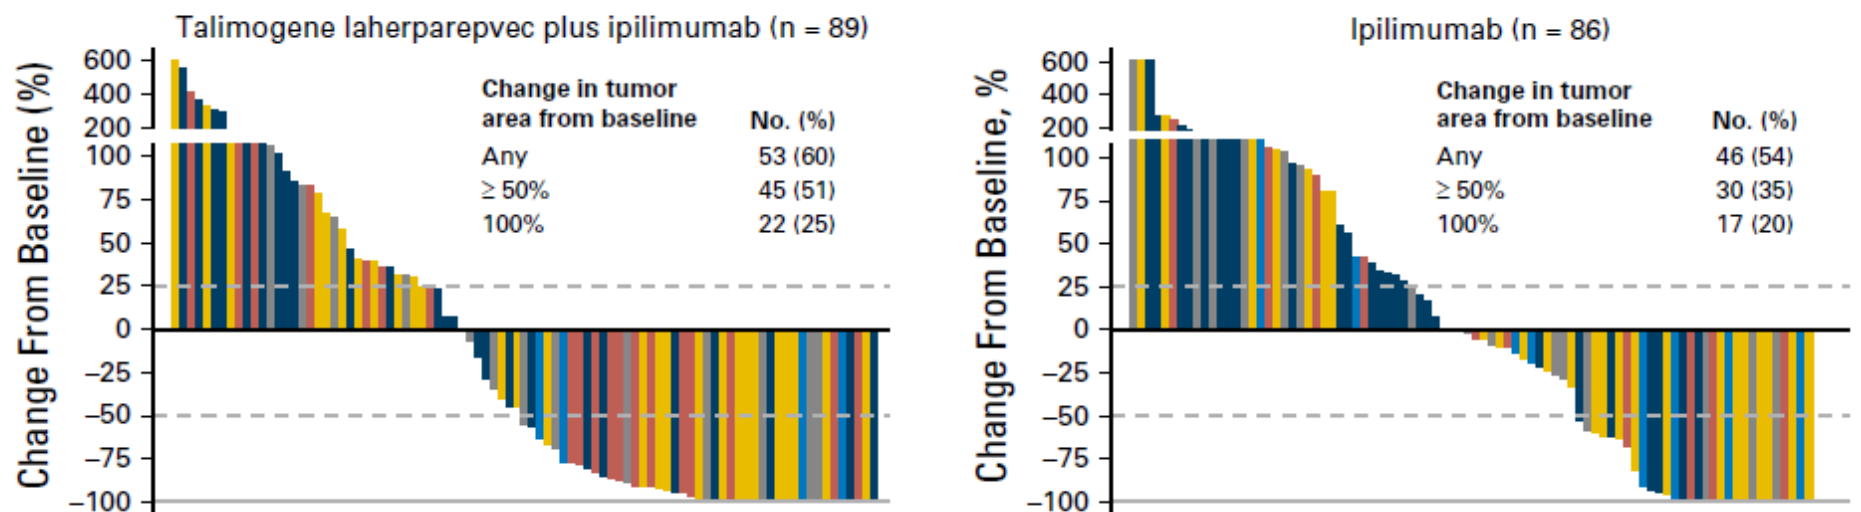 Talimogene laherparepvec plus ipilimumab (n = 89)
Change From Baseline (%)
600
400
200
100
75
50
25
0
–25
–50
–75
–100
Change in tumor
area from baseline No. (%)
Any 53 (60)
≥ 50% 45 (51)
100% 22 (25)
Ipilimumab (n = 86)
Change From Baseline, %
600
400
200
100
75
50
25
0
–25
–50
–75
–100
Change in tumor
area from baseline No. (%)
Any 46 (54)
≥ 50% 30 (35)
100% 17 (20)